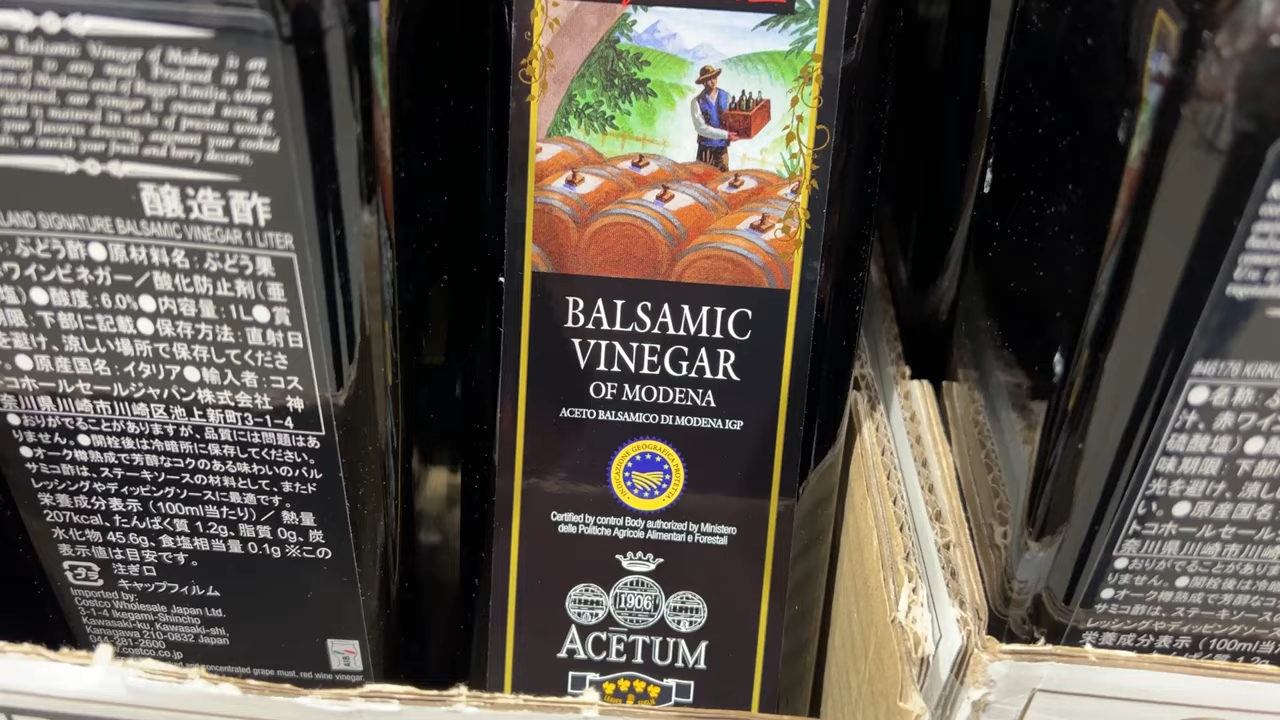 Balsamic Vinegar of Modena is an
to any meal. Produced in the
of Modena and of Reggio Emilia, where
our vinegar is created using a
and is matured in casks of precious woods.
your favorite dressing, augment your cooked
or enrich your fruit and berry desserts.
醸造酢
LAND SIGNATURE BALSAMIC VINEGAR 1 LITER
:ぶどう酢●原材料名:ぶどう果
ワインビネガー/酸化防止剤(亜
塩)●酸度:6.0%●内容量:1L●賞
期限:下部に記載●保存方法:直射日
を避け、涼しい場所で保存してくださ
。●原産国名:イタリア●輸入者:コス
コホールセールジャパン株式会社 神
奈川県川崎市川崎区池上新町3-1-4
●おりがでることがありますが、品質には問題はあ
りません。●開栓後は冷暗所に保存ください。
●オーク樽熟成で芳醇なコクのある味わいのバル
サミコ酢は、ステーキソースの材料として、またド
レッシングやディッピングソースに最適です。
栄養成分表示(100ml当たり)/ 熱量
207kcal、たんぱく質 1.2g、脂質 0g、炭
水化物 45.6g、食塩相当量 0.1g ※この
表示値は目安です。
プラ
注ぎ口
キャップフィルム
Imported by:
Costco Wholesale Japan Ltd.
3-1-4 Ikegami-Shincho
Kawasaki-ku, Kawasaki-shi,
Kanagawa 210-0832 Japan
044-281-2600
.costco.co.jp
and concentrated grape must, red wine vinegar.
AIR
BALSAMIC
VINEGAR
OF MODENA
ACETO BALSAMICO DI MODENA IGP
INDICAZIONE GEOGRAFICA PROTETTA
Certified by control Body authorized by Ministero
delle Politiche Agricole Alimentari e Forestali
1906
ACETUM
#46176 KIRK
●名称:ぶ
汁、赤ワイ
硫酸塩)●
味期限:下部
光を避け、涼し
い。●原産国名
トコホールセール
奈川県川崎市川崎
●おりがでることがあ
りません。●開栓後は冷暗
●オーク樽熟成で芳醇なコ
サミコ酢は、ステーキソースの
レッシングやディッピングソース
栄養成分表示(100ml当